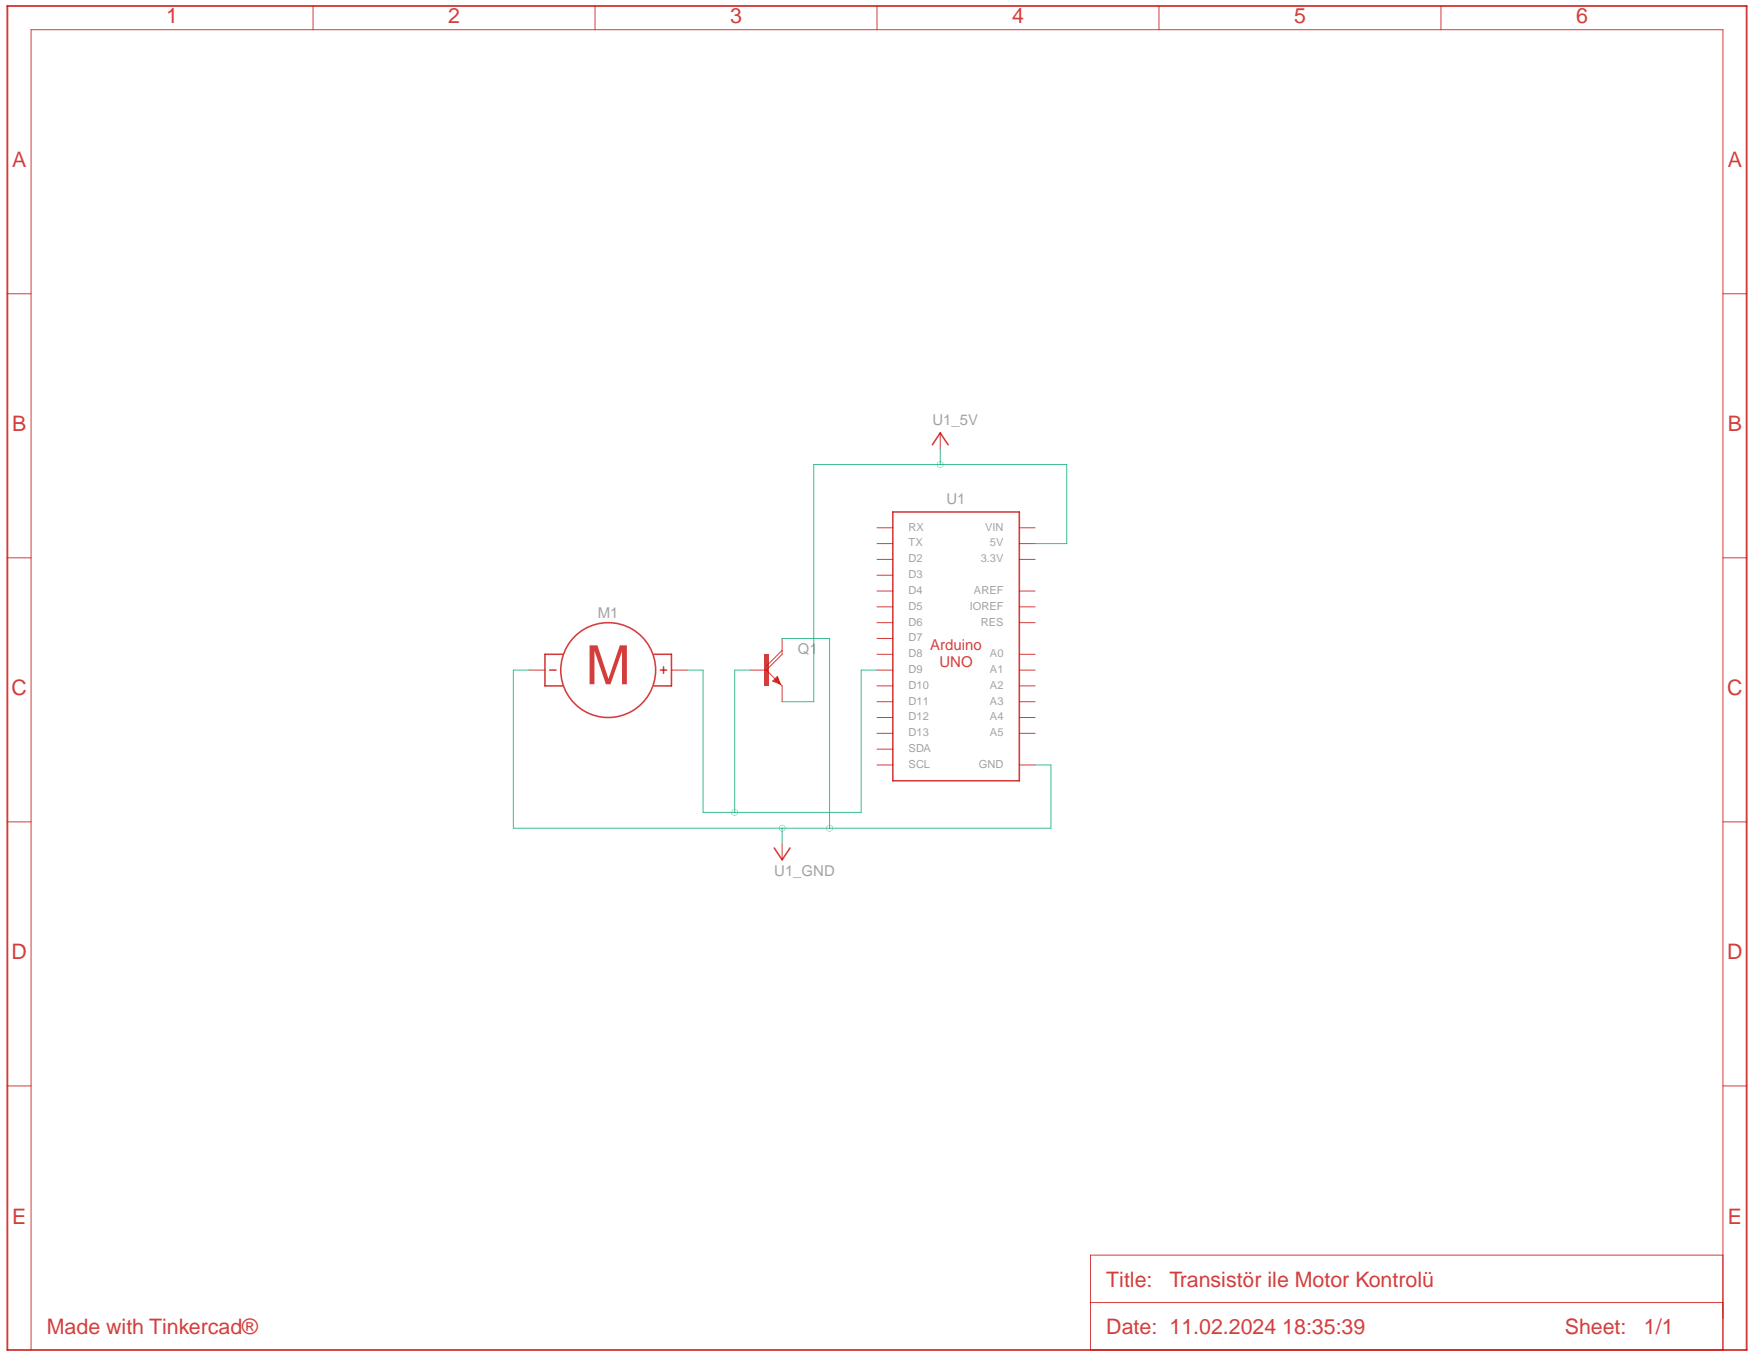 1 2 3 4 5 6
A A
B B
U1_5V
U1
RX VIN
TX 5V
D2 3.3V
D3
D4 AREF
D5 IOREF
D6 RES
D7
Arduino
D8 A0
UNO
D9 A1
D10 A2
D11 A3
D12 A4
D13 A5
SDA
SCL GND
M1
- M +
Q1
C C
U1_GND
D D
E E
Title: Transistör ile Motor Kontrolü
Made with Tinkercad®
Date: 11.02.2024 18:35:39 Sheet: 1/1